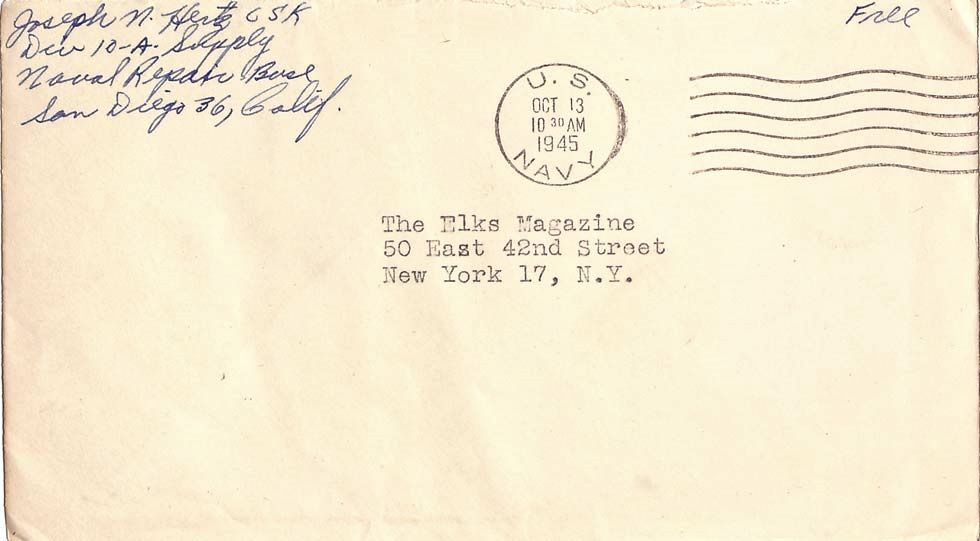 Joseph N. Hertz CSK
Div 10-A. Supply
Naval Repair Base
San Diego 36, Calif.
Free
U.S.
OCT 13
10 30 AM
1945
NAVY
The Elks Magazine
50 East 42nd Street
New York 17, N.Y.